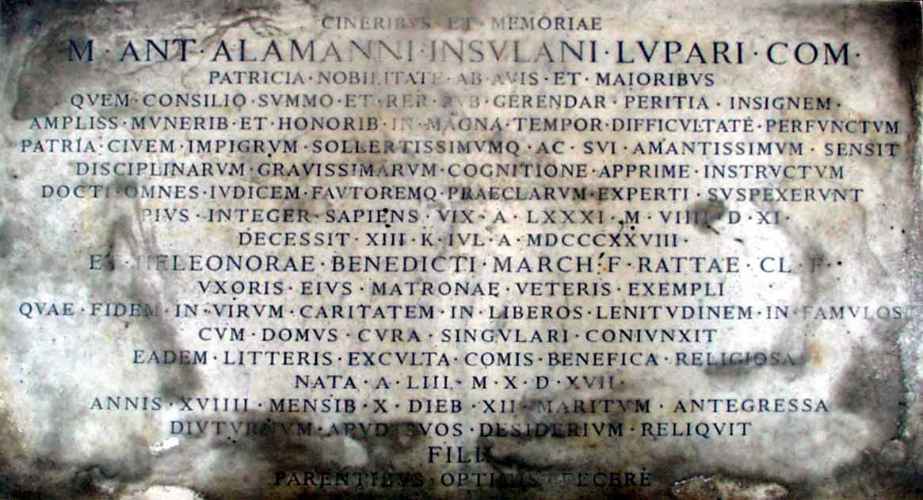 CINERIBVS · ET · MEMORIAE
M · ANT · ALAMANNI · INSVLANI · LVPARI · COM ·
PATRICIA · NOBILITATE · AB · AVIS · ET · MAIORIBVS
QVEM · CONSILIO · SVMMO · ET · RER · PVB · GERENDAR · PERITIA · INSIGNEM ·
AMPLISS · MVNERIB · ET · HONORIB · IN · MAGNA · TEMPOR · DIFFICVLTATE · PERFVNCTVM
PATRIA · CIVEM · IMPIGRVM · SOLLERTISSIMVMQ · AC · SVI · AMANTISSIMVM · SENSIT
DISCIPLINARVM · GRAVISSIMARVM · COGNITIONE · APPRIME · INSTRVCTVM
DOCTI · OMNES · IVDICEM · FAVTOREMQ · PRAECLARVM · EXPERTI · SVSPEXERVNT
PIVS · INTEGER · SAPIENS · VIX · A · LXXXI · M · VIIII · D · XI ·
DECESSIT · XIII · K · IVL · A · MDCCCXXVIII ·
ET · HELEONORAE · BENEDICTI · MARCH · F · RATTAE · CL · F ·
VXORIS · EIVS · MATRONAE · VETERIS · EXEMPLI
QVAE · FIDEM · IN · VIRVM · CARITATEM · IN · LIBEROS · LENITVDINEM · IN · FAMVLOS
CVM · DOMVS · CVRA · SINGVLARI · CONIVNXIT
EADEM · LITTERIS · EXCVLTA · COMIS · BENEFICA · RELIGIOSA
NATA · A · LIII · M · X · D · XVII ·
ANNIS · XVIIII · MENSIB · X · DIEB · XII · MARITVM · ANTEGRESSA
DIVTVRNVM · APVD · SVOS · DESIDERIVM · RELIQVIT
FILII
PARENTIBVS · OPTIMIS · FECERE